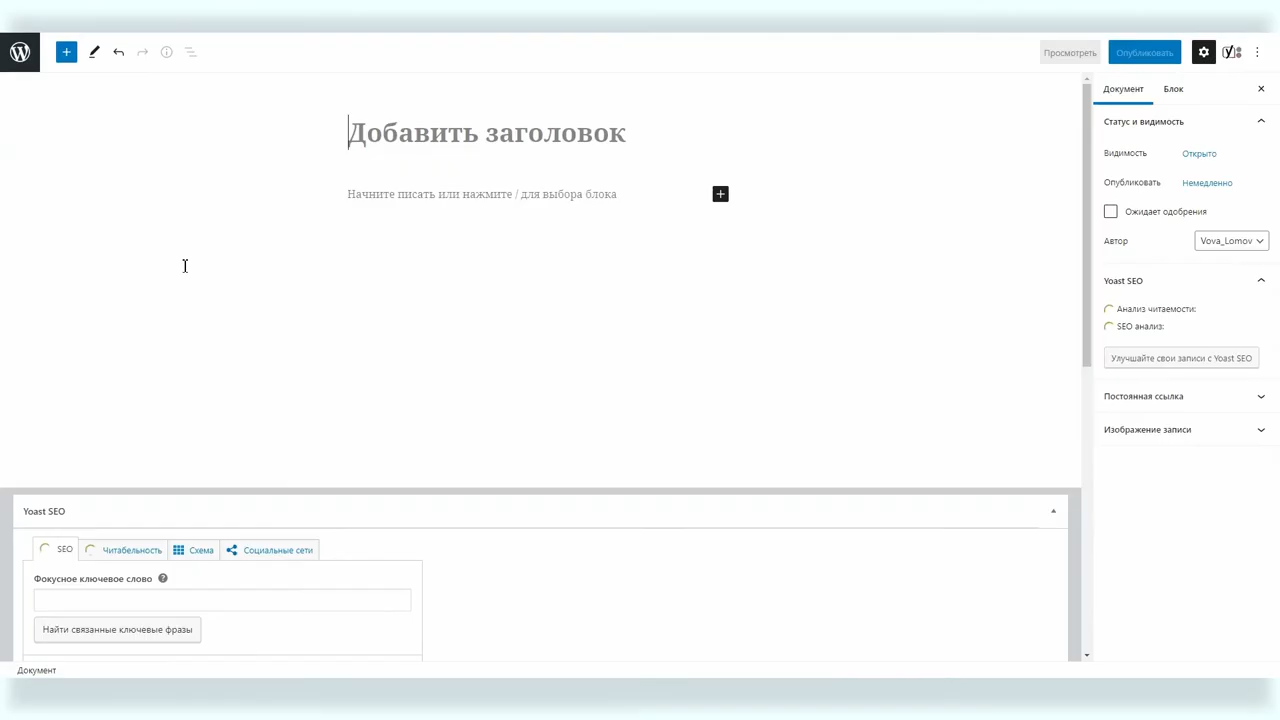 Просмотреть
Опубликовать
Добавить заголовок
Начните писать или нажмите / для выбора блока
Документ
Блок
Статус и видимость
Видимость
Открыто
Опубликовать
Немедленно
Ожидает одобрения
Автор
Vova_Lomov
Yoast SEO
Анализ читаемости:
SEO анализ:
Улучшайте свои записи с Yoast SEO
Постоянная ссылка
Изображение записи
Yoast SEO
SEO
Читабельность
Схема
Социальные сети
Фокусное ключевое слово
Найти связанные ключевые фразы
Документ